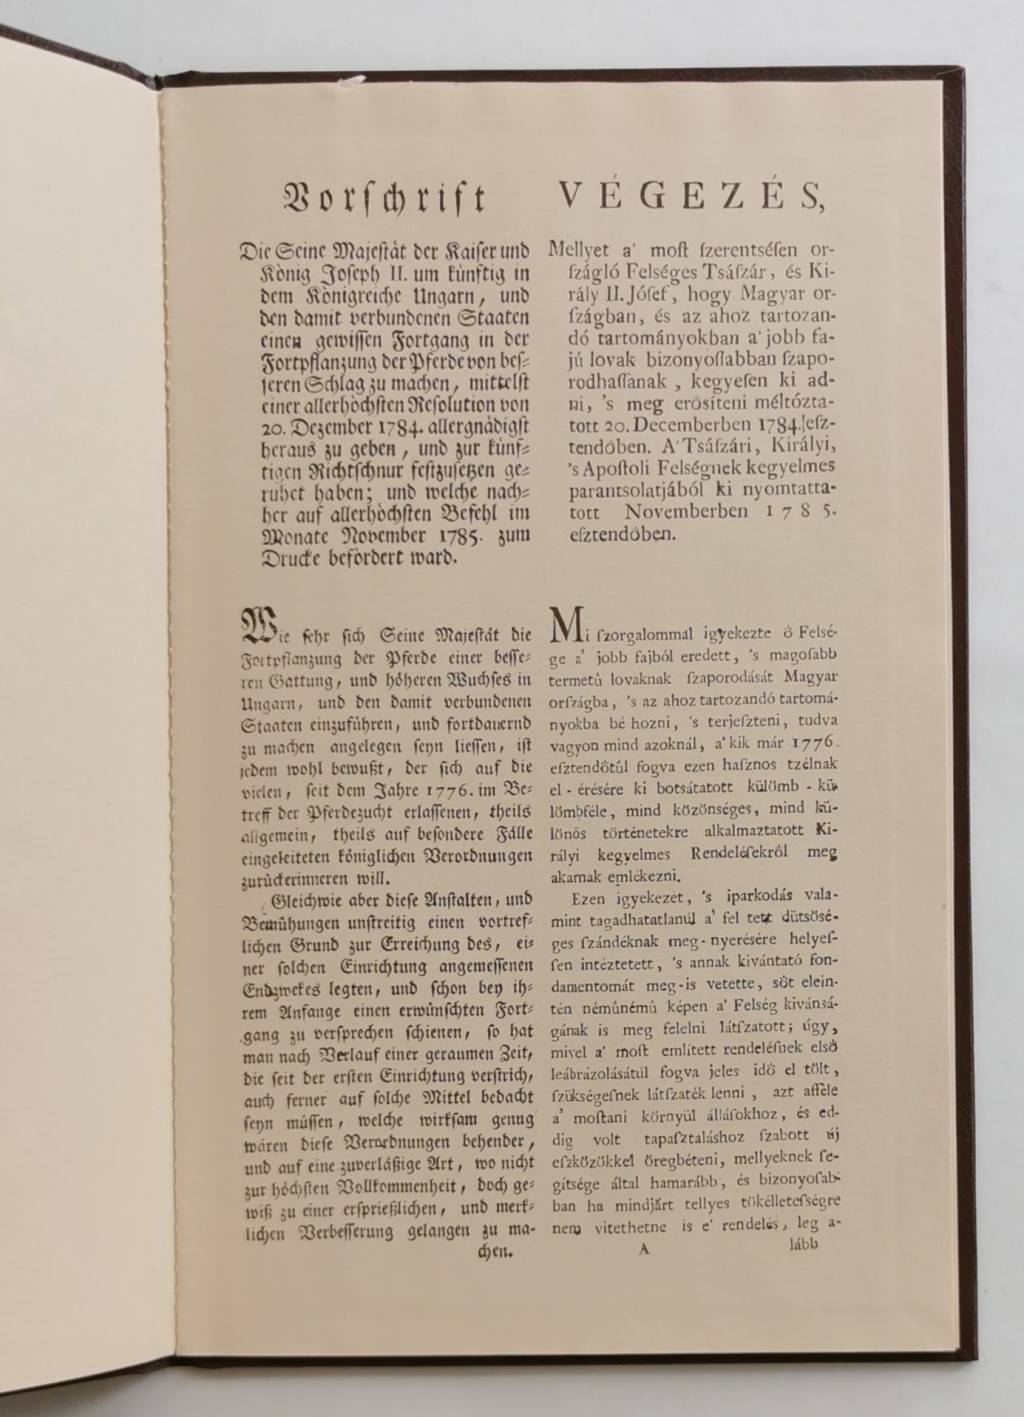 Vorſchrift
Die Seine Majeſtät der Kaiſer und
König Joſeph II. um künftig in
dem Königreiche Ungarn, und
den damit verbundenen Staaten
einen gewiſſen Fortgang in der
Fortpflanzung der Pferde von beſ⸗
ſeren Schlag zu machen, mittelſt
einer allerhöchſten Reſolution von
20. Dezember 1784. allergnädigſt
heraus zu geben, und zur künf⸗
tigen Richtſchnur feſtzuſetzen ge⸗
ruhet haben; und welche nach⸗
her auf allerhöchſten Befehl im
Monate November 1785. zum
Drucke befördert ward.
Wie ſehr ſich Seine Majeſtät die
Fortpflanzung der Pferde einer beſſe⸗
ren Gattung, und höheren Wuchſes in
Ungarn, und den damit verbundenen
Staaten einzuführen, und fortdauernd
zu machen angelegen ſeyn lieſſen, iſt
jedem wohl bewußt, der ſich auf die
vielen, ſeit dem Jahre 1776. im Be⸗
treff der Pferdezucht erlaſſenen, theils
allgemein, theils auf beſondere Fälle
eingeleiteten königlichen Verordnungen
zurückerinneren will.
Gleichwie aber dieſe Anſtalten, und
Bemühungen unſtreitig einen vortref⸗
lichen Grund zur Erreichung des, ei⸗
ner ſolchen Einrichtung angemeſſenen
Endzwekes legten, und ſchon bey ih⸗
rem Anfange einen erwünſchten Fort⸗
gang zu verſprechen ſchienen, ſo hat
man nach Verlauf einer geraumen Zeit,
die ſeit der erſten Einrichtung verſtrich,
auch ferner auf ſolche Mittel bedacht
ſeyn müſſen, welche wirkſam genug
wären dieſe Verordnungen behender,
und auf eine zuverläßige Art, wo nicht
zur höchſten Vollkommenheit, doch ge⸗
wiß zu einer erſprießlichen, und merk⸗
lichen Verbeſſerung gelangen zu ma-
chen.
VÉGEZÉS,
Mellyet a' moſt ſzerentséſen or-
ſzágló Felséges Tsáſzár, és Ki-
rály II. Jóſef, hogy Magyar or-
ſzágban, és az ahoz tartozan-
dó tartományokban a' jobb fa-
jú lovak bizonyoſſabban ſzapo-
rodhaſſanak, kegyeſen ki ad-
ni, 's meg erösíteni méltózta-
tott 20. Decemberben 1784. eſz-
tendöben. A' Tsáſzári, Királyi,
's Apoſtoli Felségnek kegyelmes
parantsolatjából ki nyomtatta-
tott Novemberben 1785.
eſztendöben.
Mi ſzorgalommal igyekezte ö Felsé-
ge a' jobb fajból eredett, 's magoſabb
termetû lovaknak ſzaporodását Magyar
orſzágba, 's az ahoz tartozandó tartomá-
nyokba bé hozni, 's terjeſzteni, tudva
vagyon mind azoknál, a' kik már 1776.
eſztendötûl fogva ezen haſznos tzélnak
el - érésére ki botsátatott külömb - kü-
lömbféle, mind közönséges, mind kü-
lönös történetekre alkalmaztatott Ki-
rályi kegyelmes Rendeléſekröl meg
akarnak emlékezni.
Ezen igyekezet, 's iparkodás vala-
mint tagadhatatlanúl a' fel tett dütsösé-
ges ſzándéknak meg-nyerésére helyeſ-
ſen intéztetett, 's annak kivántató fon-
damentomát meg-is vetette, söt elein-
tén némûnémû képen a' Felség kivánsá-
gának is meg felelni látſzatott; úgy,
mivel a' moſt említett rendeléſnek elsö
leábrázolásátúl fogva jeles idö el tölt,
ſzükségeſnek látſzaték lenni, azt afféle
a' moſtani környül álláſokhoz, és ed-
dig volt tapaſztaláshoz ſzabott új
eſzközökkel öregbéteni, mellyeknek ſe-
gítsége által hamarább, és bizonyoſab-
ban ha mindjárt tellyes tökélleteſségre
nem vitethetne is e' rendelés, leg a-
A
lább